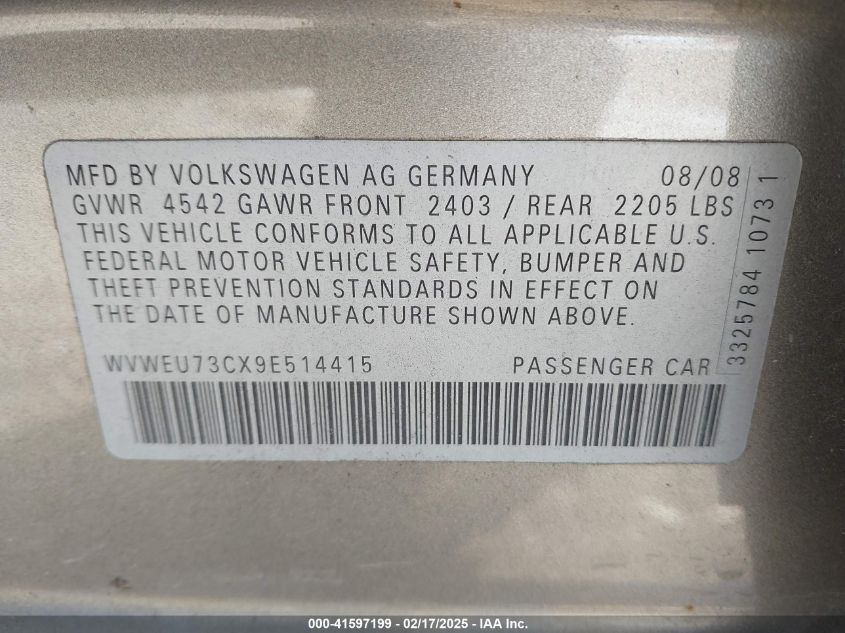 MFD BY VOLKSWAGEN AG GERMANY 08/08
GVWR 4542 GAWR FRONT 2403 / REAR 2205 LBS
THIS VEHICLE CONFORMS TO ALL APPLICABLE U.S.
FEDERAL MOTOR VEHICLE SAFETY, BUMPER AND
THEFT PREVENTION STANDARDS IN EFFECT ON
THE DATE OF MANUFACTURE SHOWN ABOVE.
WVWEU73CX9E514415 PASSENGER CAR
3325784 1073 1
000-41597199 - 02/17/2025 - IAA Inc.